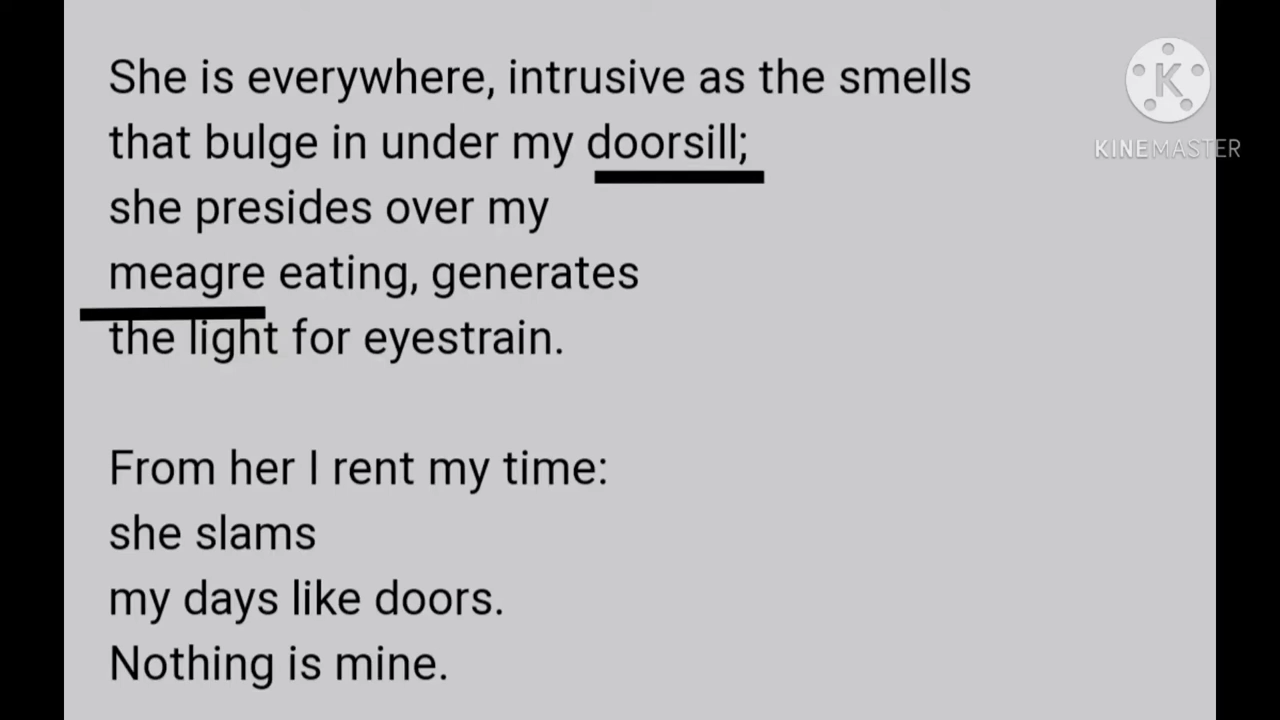 She is everywhere, intrusive as the smells
that bulge in under my doorsill;
she presides over my
meagre eating, generates
the light for eyestrain.
From her I rent my time:
she slams
my days like doors.
Nothing is mine.
K
KINEMASTER